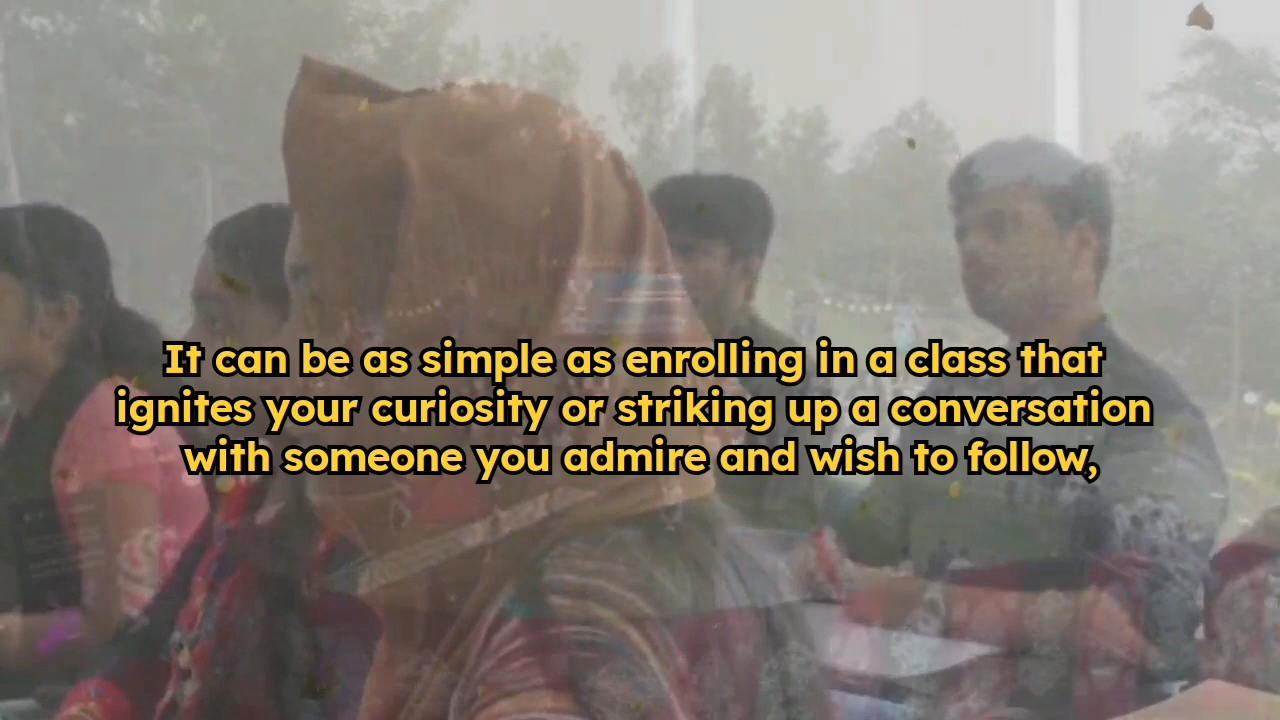 It can be as simple as enrolling in a class that
ignites your curiosity or striking up a conversation
with someone you admire and wish to follow,